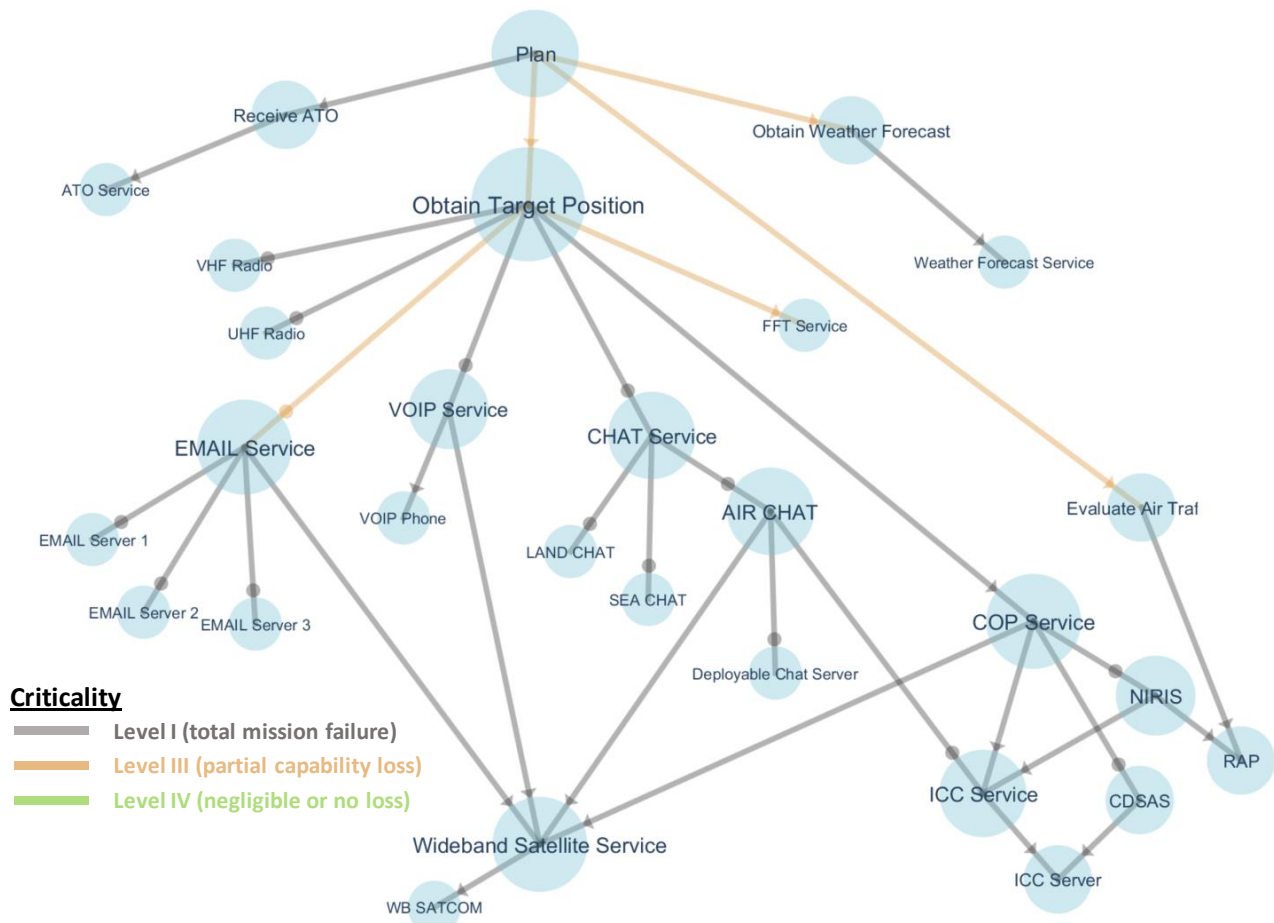 Plan
Receive ATO
Obtain Weather Forecast
ATO Service
Obtain Target Position
VHF Radio
Weather Forecast Service
UHF Radio
FFT Service
VOIP Service
EMAIL Service
CHAT Service
VOIP Phone
AIR CHAT
Evaluate Air Traf
EMAIL Server 1
LAND CHAT
SEA CHAT
EMAIL Server 2
EMAIL Server 3
COP Service
Deployable Chat Server
NIRIS
Criticality
Level I (total mission failure)
Level III (partial capability loss)
Level IV (negligible or no loss)
RAP
ICC Service
CDSAS
Wideband Satellite Service
ICC Server
WB SATCOM